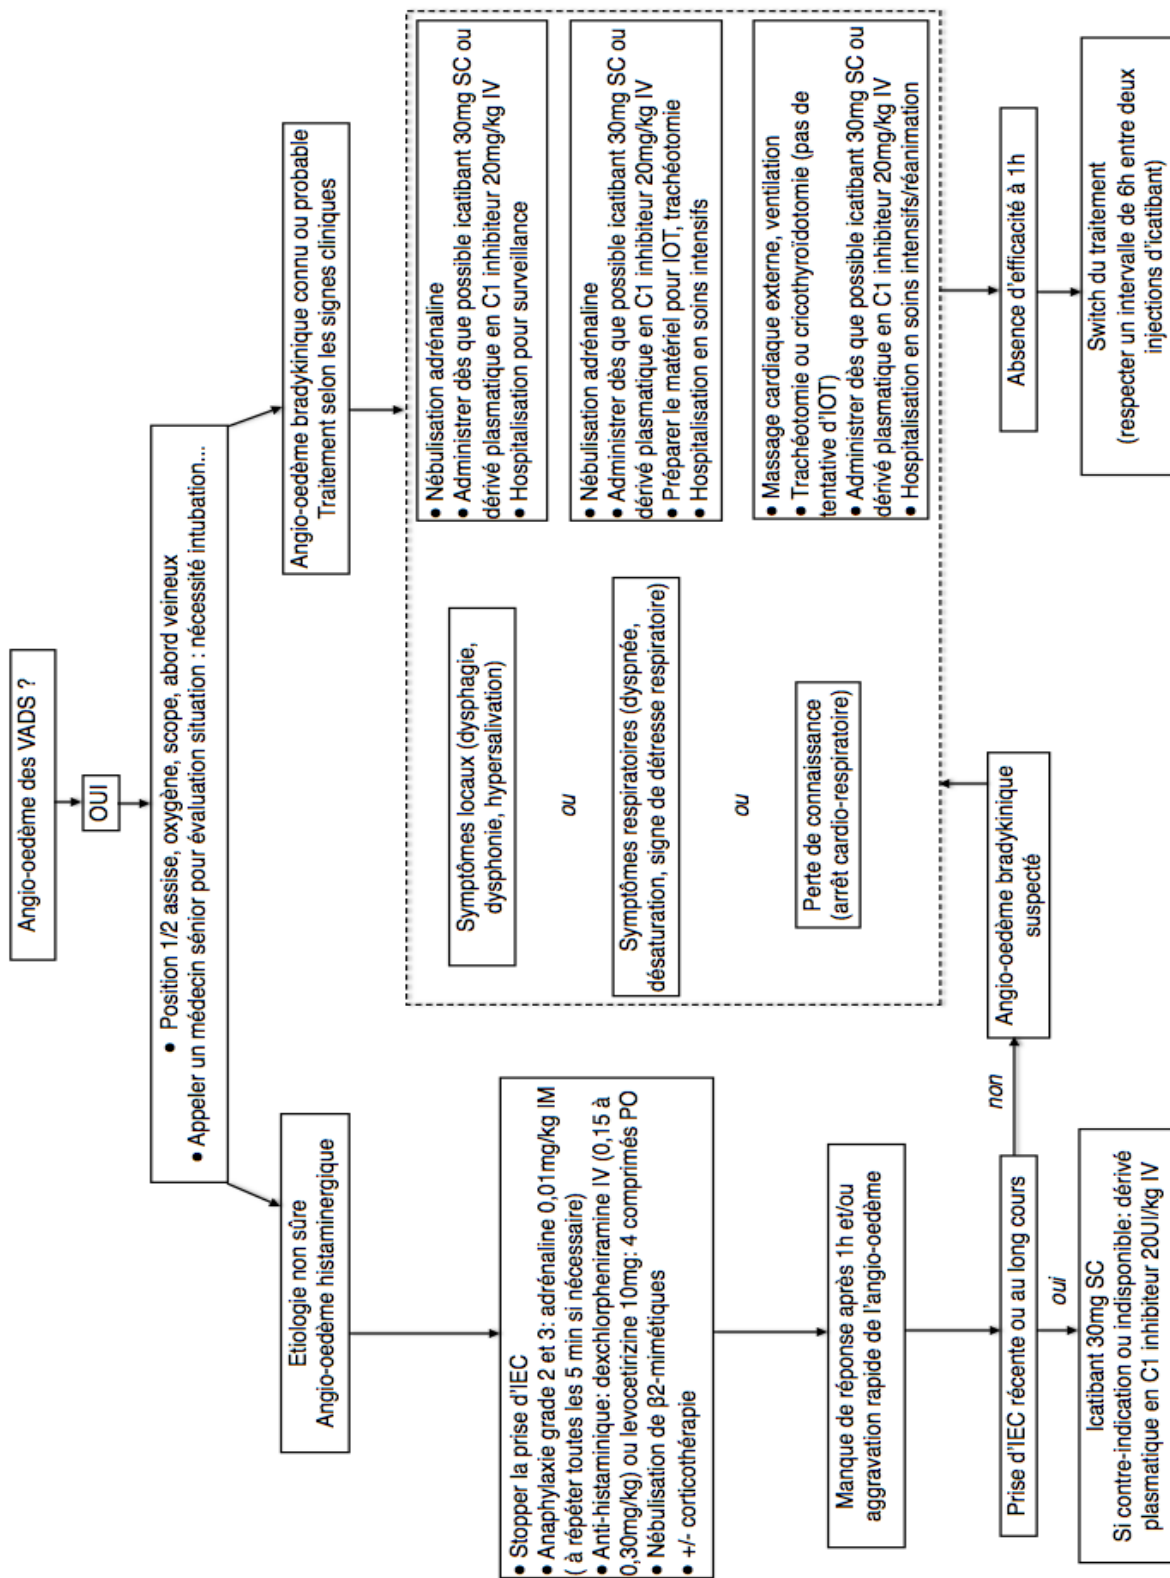 Angio-oedème des VADS ?
OUI
● Position 1/2 assise, oxygène, scope, abord veineux
● Appeler un médecin sénior pour évaluation situation : nécessité intubation...
Etiologie non sûre
Angio-oedème histaminergique
Angio-oedème bradykinique connu ou probable
Traitement selon les signes cliniques
● Stopper la prise d'IEC
● Anaphylaxie grade 2 et 3: adrénaline 0,01mg/kg IM
( à répéter toutes les 5 min si nécessaire)
● Anti-histaminique: dexchlorpheniramine IV (0,15 à
0,30mg/kg) ou levocetirizine 10mg: 4 comprimés PO
● Nébulisation de β2-mimétiques
● +/- corticothérapie
Manque de réponse après 1h et/ou
aggravation rapide de l'angio-oedème
Prise d'IEC récente ou au long cours
non
oui
Icatibant 30mg SC
Si contre-indication ou indisponible: dérivé
plasmatique en C1 inhibiteur 20UI/kg IV
Angio-oedème bradykinique
suspecté
Symptômes locaux (dysphagie,
dysphonie, hypersalivation)
ou
Symptômes respiratoires (dyspnée,
désaturation, signe de détresse respiratoire)
ou
Perte de connaissance
(arrêt cardio-respiratoire)
● Nébulisation adrénaline
● Administrer dès que possible icatibant 30mg SC ou
dérivé plasmatique en C1 inhibiteur 20mg/kg IV
● Hospitalisation pour surveillance
● Nébulisation adrénaline
● Administrer dès que possible icatibant 30mg SC ou
dérivé plasmatique en C1 inhibiteur 20mg/kg IV
● Préparer le matériel pour IOT, trachéotomie
● Hospitalisation en soins intensifs
● Massage cardiaque externe, ventilation
● Trachéotomie ou cricothyroïdotomie (pas de
tentative d'IOT)
● Administrer dès que possible icatibant 30mg SC ou
dérivé plasmatique en C1 inhibiteur 20mg/kg IV
● Hospitalisation en soins intensifs/réanimation
Absence d'efficacité à 1h
Switch du traitement
(respecter un intervalle de 6h entre deux
injections d'icatibant)